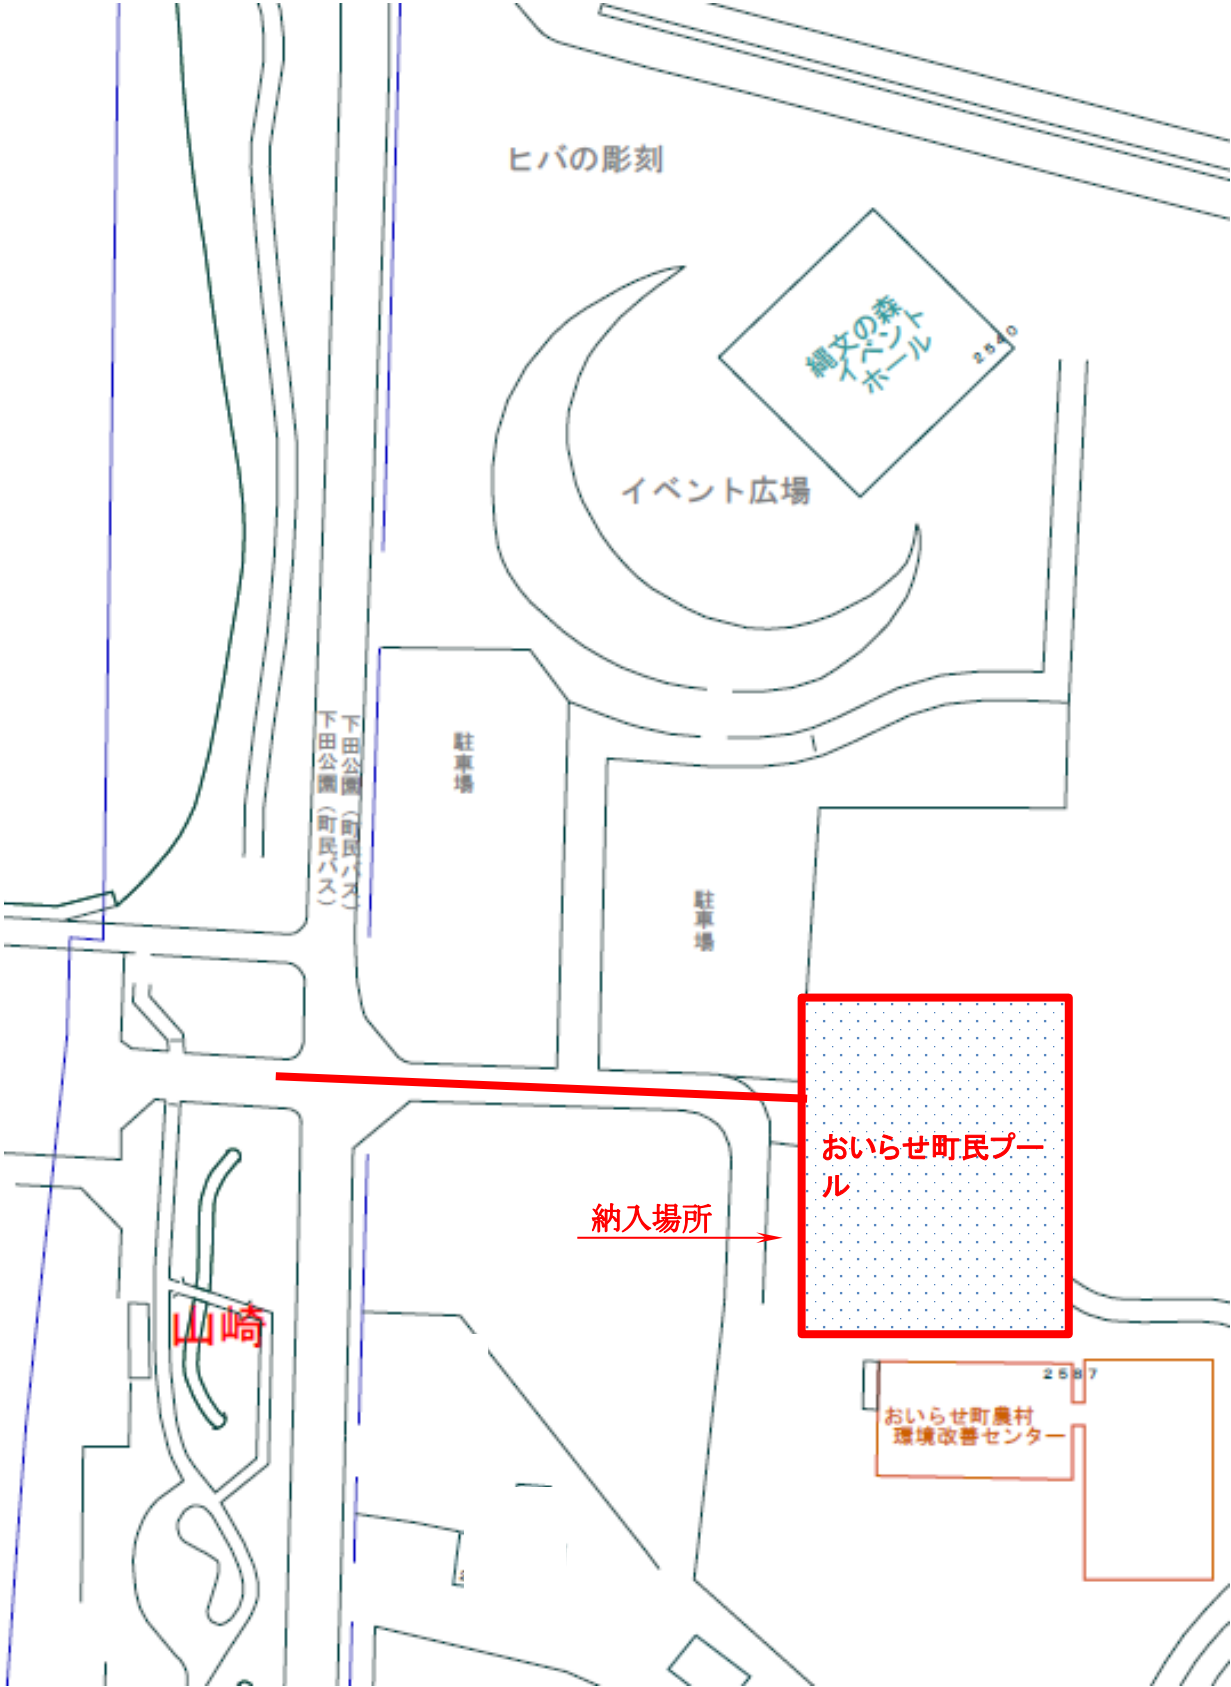 ヒバの彫刻
縄文の森
イベント
ホール
2540
イベント広場
下田公園（町民バス）
下田公園（町民バス）
駐車場
駐車場
おいらせ町民プー
ル
納入場所
山崎
2587
おいらせ町農村
環境改善センター